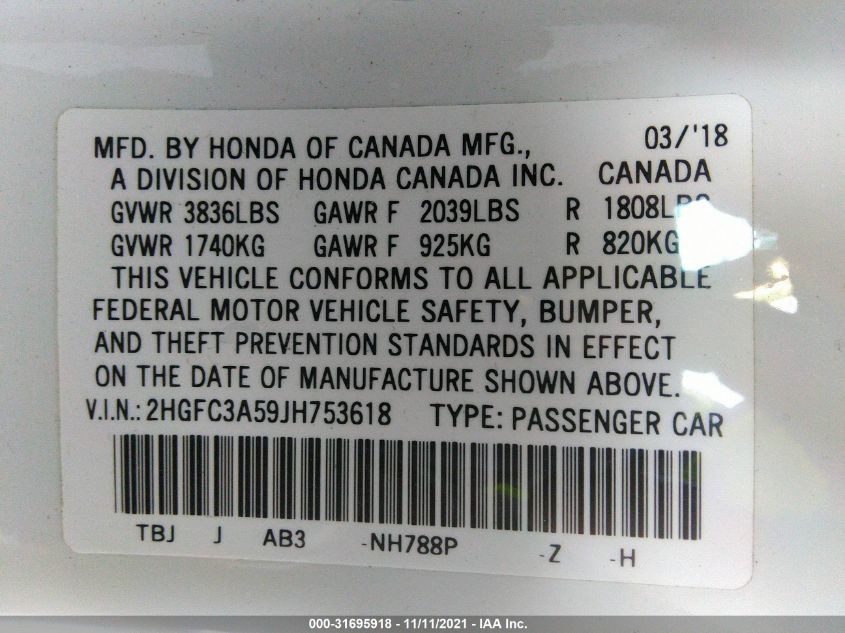 MFD. BY HONDA OF CANADA MFG., 03/'18
A DIVISION OF HONDA CANADA INC. CANADA
GVWR 3836LBS GAWR F 2039LBS R 1808LBS
GVWR 1740KG GAWR F 925KG R 820KG
THIS VEHICLE CONFORMS TO ALL APPLICABLE
FEDERAL MOTOR VEHICLE SAFETY, BUMPER,
AND THEFT PREVENTION STANDARDS IN EFFECT
ON THE DATE OF MANUFACTURE SHOWN ABOVE.
V.I.N.: 2HGFC3A59JH753618 TYPE: PASSENGER CAR
TBJ J AB3 -NH788P -Z -H
000-31695918 - 11/11/2021 - IAA Inc.